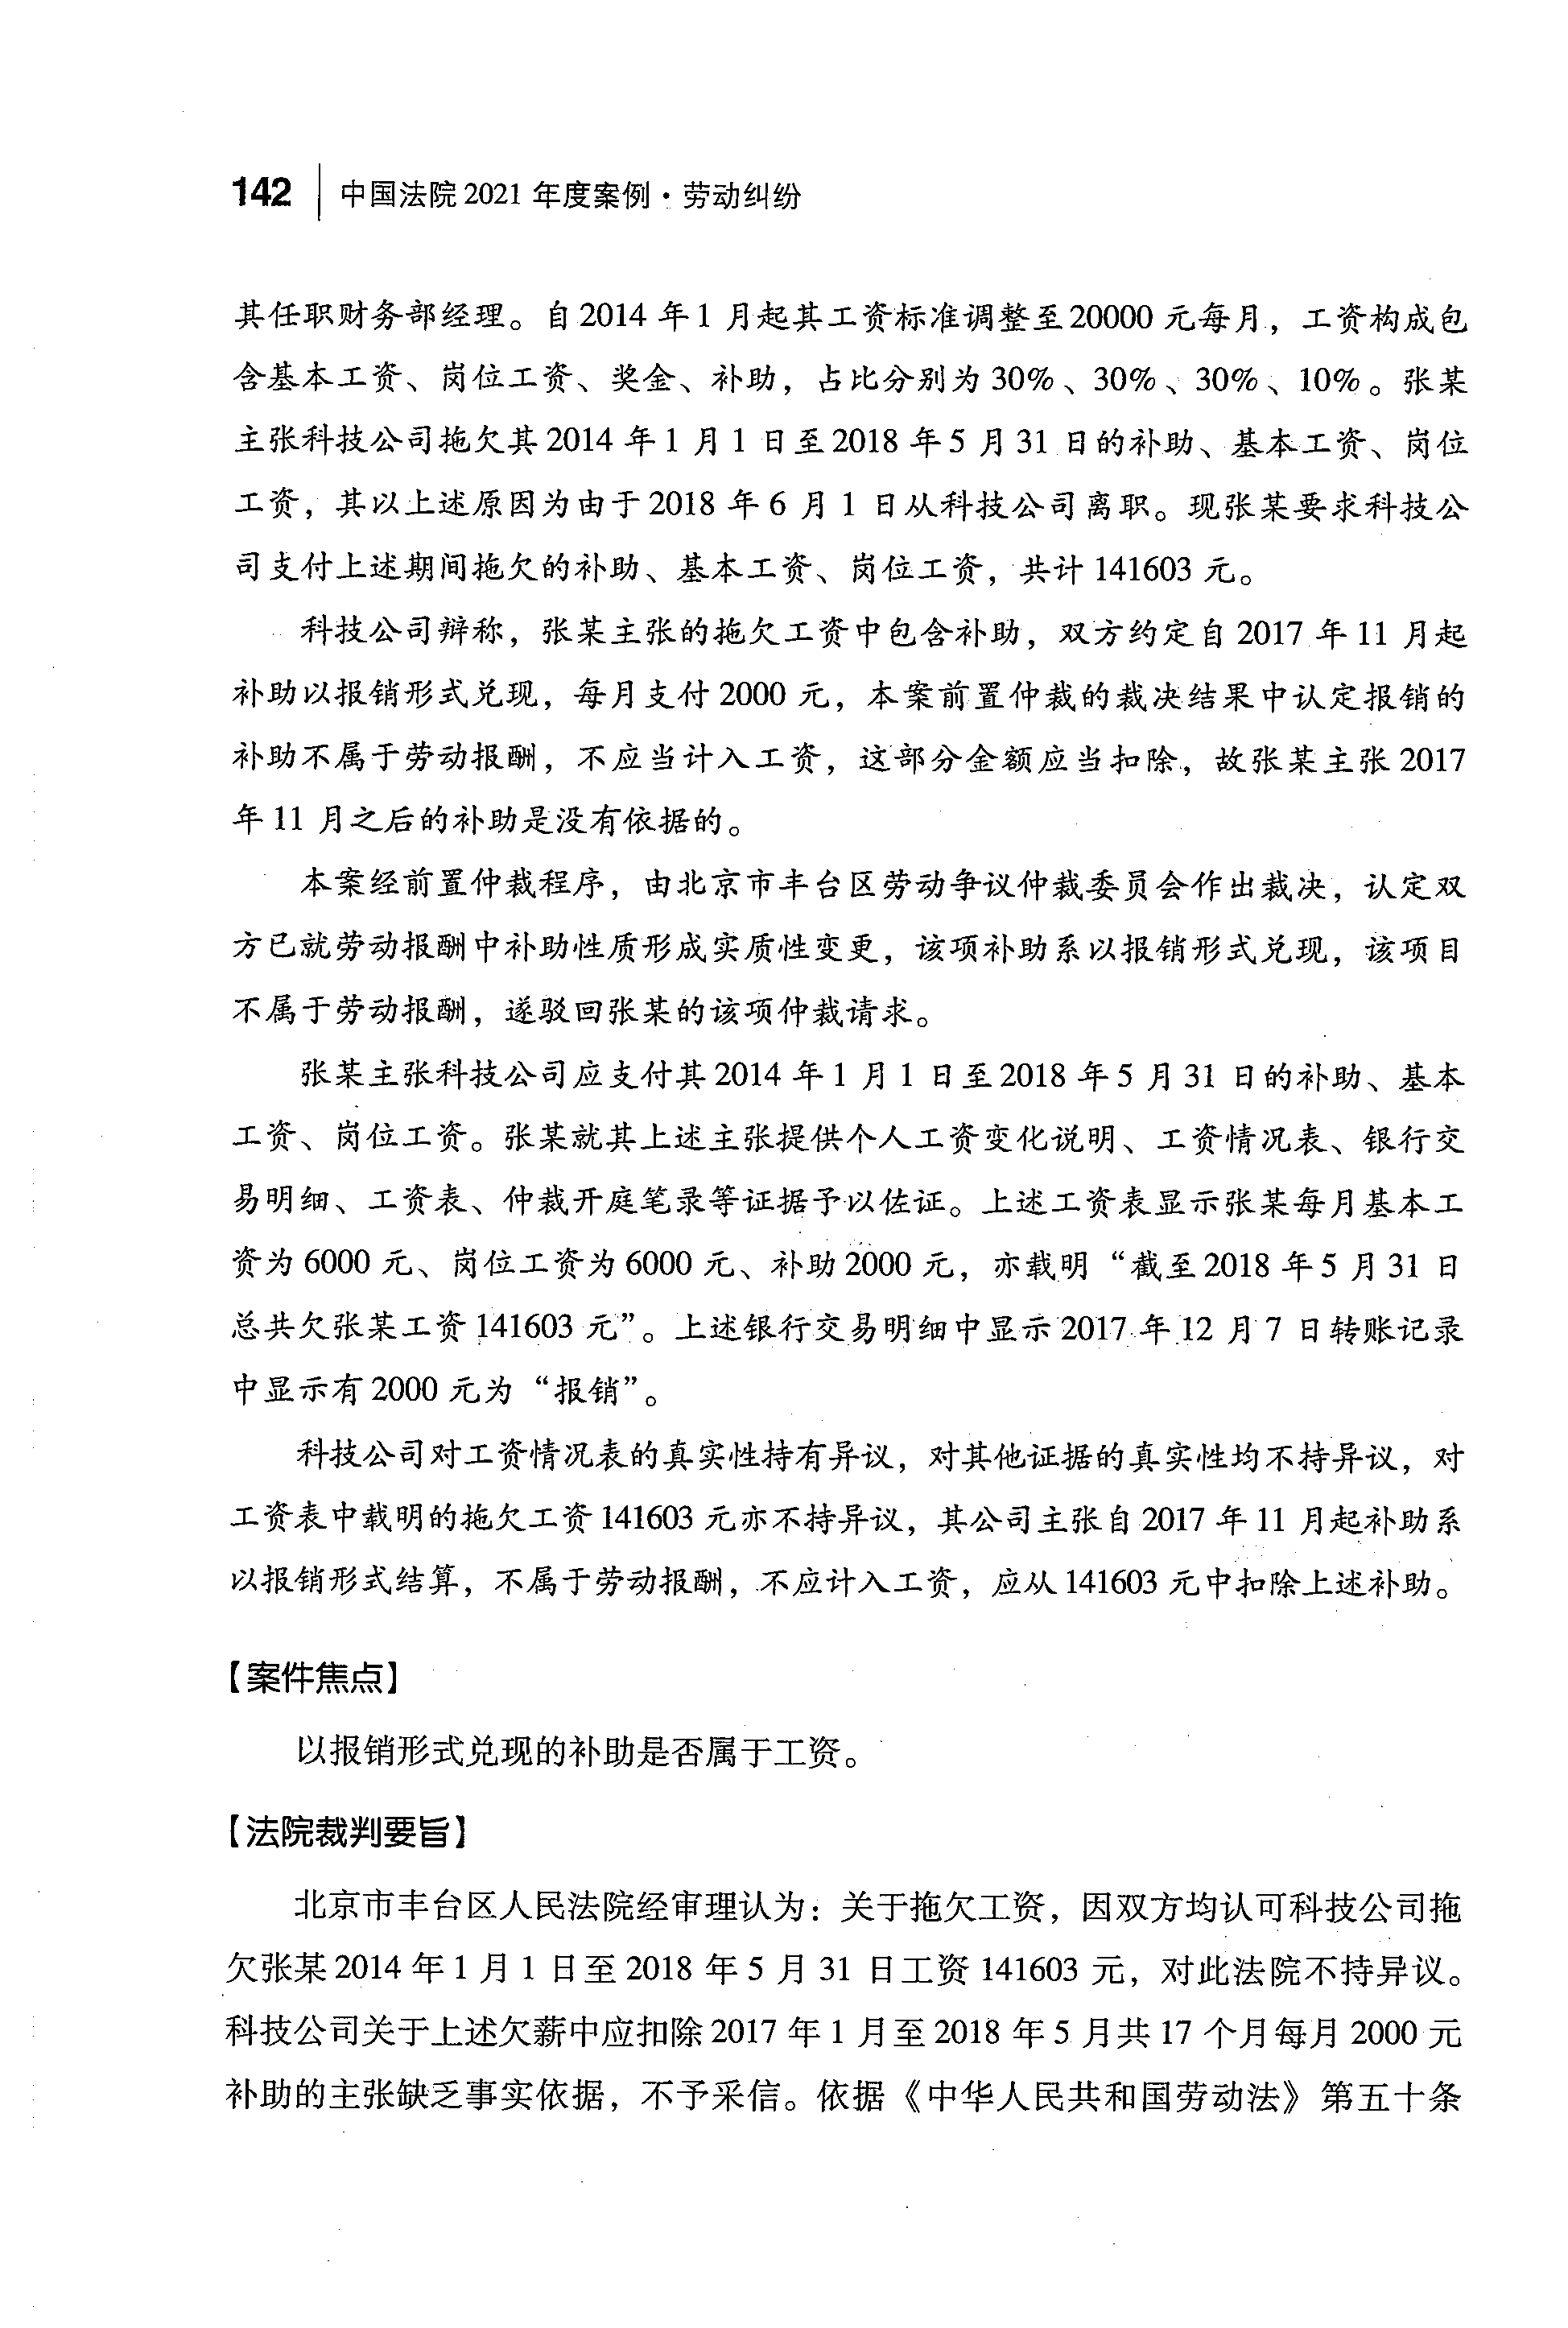 142 中国法院2021年度案例·劳动纠纷
其任职财务部经理。自2014年1月起其工资标准调整至20000元每月，工资构成包
含基本工资、岗位工资、奖金、补助，占比分别为30%、30%、30%、10%。张某
主张科技公司拖欠其2014年1月1日至2018年5月31日的补助、基本工资、岗位
工资，其以上述原因为由于2018年6月1日从科技公司离职。现张某要求科技公
司支付上述期间拖欠的补助、基本工资、岗位工资，共计141603元。
科技公司辩称，张某主张的拖欠工资中包含补助，双方约定自2017年11月起
补助以报销形式兑现，每月支付2000元，本案前置仲裁的裁决结果中认定报销的
补助不属于劳动报酬，不应当计入工资，这部分金额应当扣除，故张某主张2017
年11月之后的补助是没有依据的。
本案经前置仲裁程序，由北京市丰台区劳动争议仲裁委员会作出裁决，认定双
方已就劳动报酬中补助性质形成实质性变更，该项补助系以报销形式兑现，该项目
不属于劳动报酬，遂驳回张某的该项仲裁请求。
张某主张科技公司应支付其2014年1月1日至2018年5月31日的补助、基本
工资、岗位工资。张某就其上述主张提供个人工资变化说明、工资情况表、银行交
易明细、工资表、仲裁开庭笔录等证据予以佐证。上述工资表显示张某每月基本工
资为6000元、岗位工资为6000元、补助2000元，亦载明“截至2018年5月31日
总共欠张某工资141603元”。上述银行交易明细中显示2017年12月7日转账记录
中显示有2000元为“报销”。
科技公司对工资情况表的真实性持有异议，对其他证据的真实性均不持异议，对
工资表中载明的拖欠工资141603元亦不持异议，其公司主张自2017年11月起补助系
以报销形式结算，不属于劳动报酬，不应计入工资，应从141603元中扣除上述补助。
【案件焦点】
以报销形式兑现的补助是否属于工资。
【法院裁判要旨】
北京市丰台区人民法院经审理认为：关于拖欠工资，因双方均认可科技公司拖
欠张某2014年1月1日至2018年5月31日工资141603元，对此法院不持异议。
科技公司关于上述欠薪中应扣除2017年1月至2018年5月共17个月每月2000元
补助的主张缺乏事实依据，不予采信。依据《中华人民共和国劳动法》第五十条